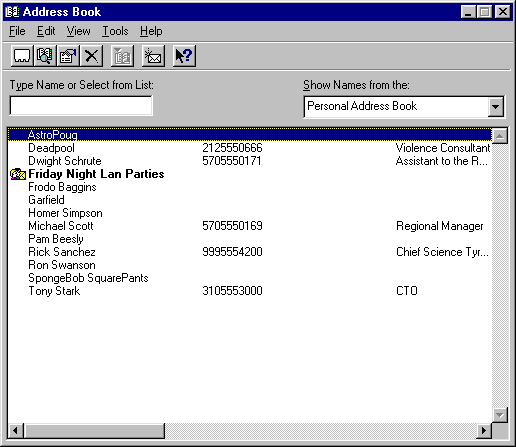 Address Book
File Edit View Tools Help
Type Name or Select from List: Show Names from the:
Personal Address Book
AstroPoug
Deadpool 2125550666 Violence Consultant
Dwight Schrute 5705550171 Assistant to the R...
Friday Night Lan Parties
Frodo Baggins
Garfield
Homer Simpson
Michael Scott 5705550169 Regional Manager
Pam Beesly
Rick Sanchez 9995554200 Chief Science Tyr...
Ron Swanson
SpongeBob SquarePants
Tony Stark 3105553000 CTO